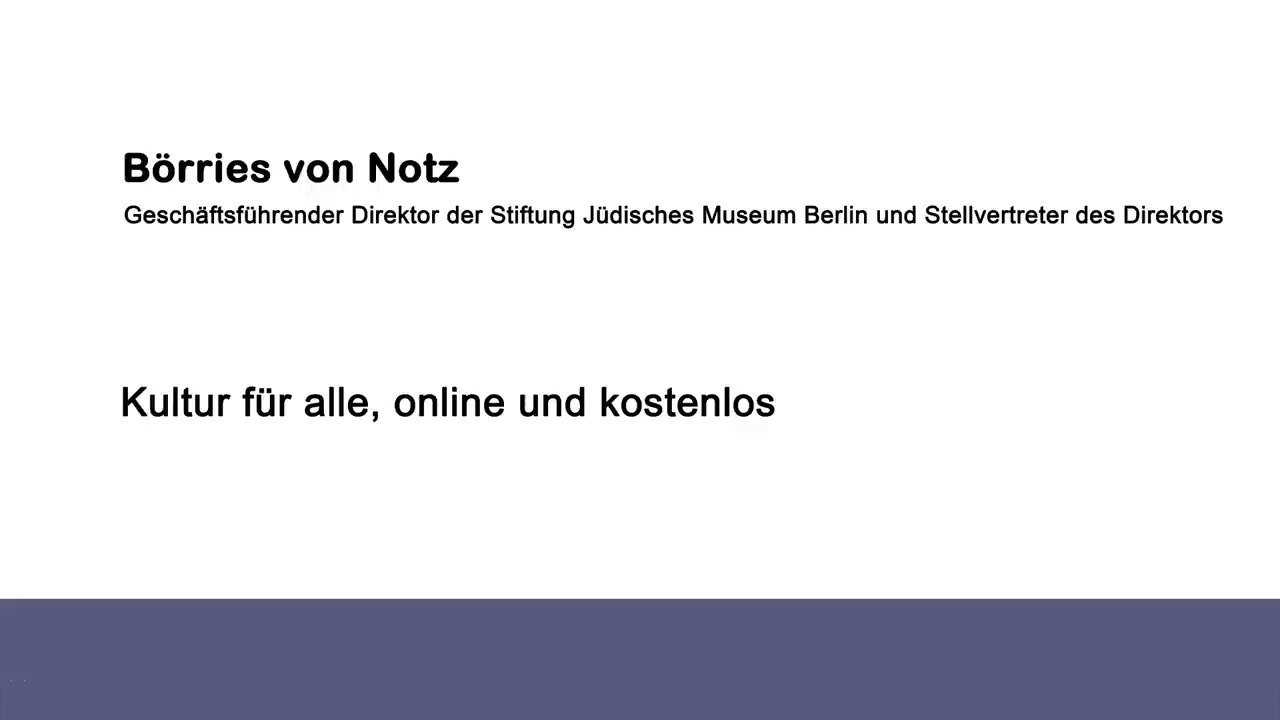 Börries von Notz
Geschäftsführender Direktor der Stiftung Jüdisches Museum Berlin und Stellvertreter des Direktors
Kultur für alle, online und kostenlos